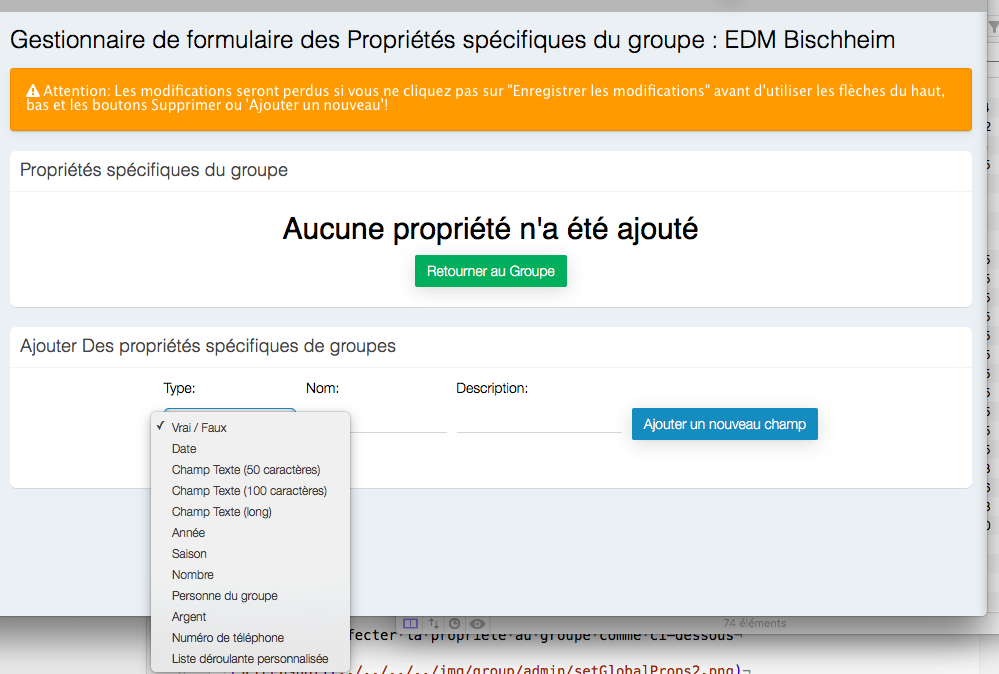 Gestionnaire de formulaire des Propriétés spécifiques du groupe : EDM Bischheim
Attention: Les modifications seront perdus si vous ne cliquez pas sur "Enregistrer les modifications" avant d'utiliser les flèches du haut,
bas et les boutons Supprimer ou 'Ajouter un nouveau'!
Propriétés spécifiques du groupe
Aucune propriété n'a été ajouté
Retourner au Groupe
Ajouter Des propriétés spécifiques de groupes
Type: Nom: Description:
Ajouter un nouveau champ
✓ Vrai / Faux
Date
Champ Texte (50 caractères)
Champ Texte (100 caractères)
Champ Texte (long)
Année
Saison
Nombre
Personne du groupe
Argent
Numéro de téléphone
Liste déroulante personnalisée
74 éléments
fecter·la·propriété·au·groupe·comme·ci-dessous¬
/../../../img/group/admin/setGlobalProps2.png)¬